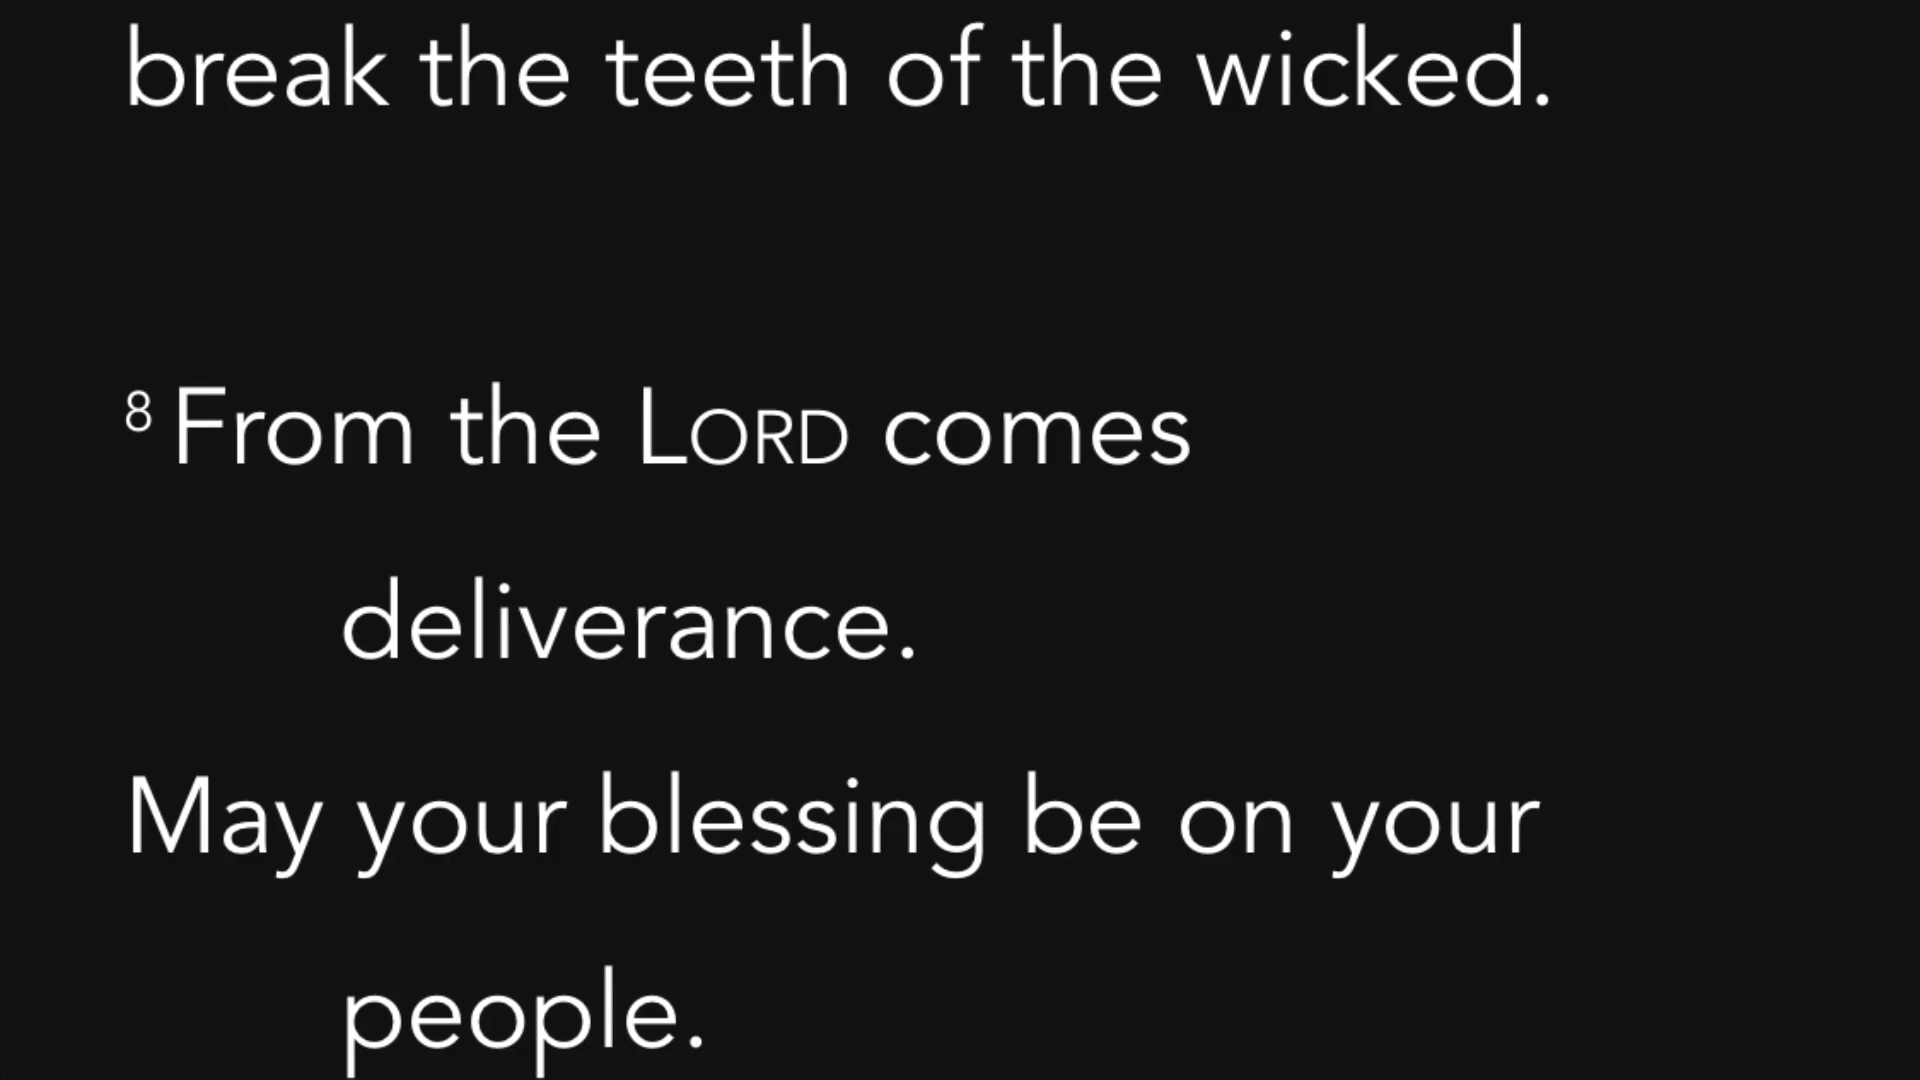 break the teeth of the wicked.
8 From the LORD comes
deliverance.
May your blessing be on your
people.